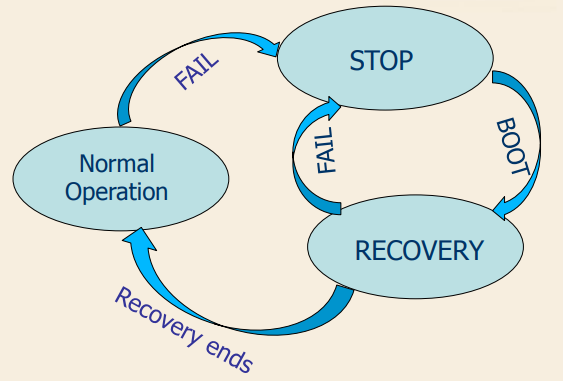 FAIL
STOP
Normal
Operation
FAIL
BOOT
RECOVERY
Recovery ends